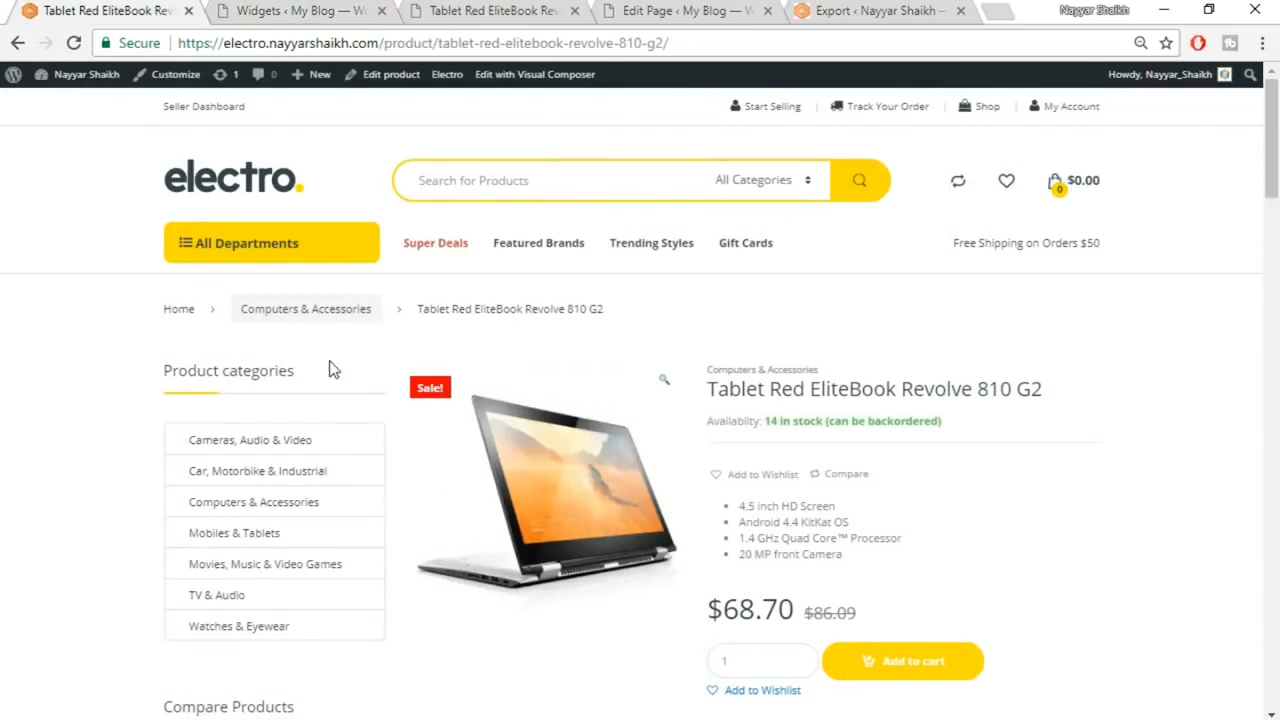 Tablet Red EliteBook Rev
Widgets ‹ My Blog — Wo
Tablet Red EliteBook Rev
Edit Page ‹ My Blog — W
Export ‹ Nayyar Shaikh —
Nayyar Shaikh
Secure
https://electro.nayyarshaikh.com/product/tablet-red-elitebook-revolve-810-g2/
Nayyar Shaikh Customize 1 0 New Edit product Electro Edit with Visual Composer Howdy, Nayyar_Shaikh
Seller Dashboard Start Selling Track Your Order Shop My Account
electro. Search for Products All Categories 0 $0.00
All Departments Super Deals Featured Brands Trending Styles Gift Cards Free Shipping on Orders $50
Home › Computers & Accessories › Tablet Red EliteBook Revolve 810 G2
Product categories
Cameras, Audio & Video
Car, Motorbike & Industrial
Computers & Accessories
Mobiles & Tablets
Movies, Music & Video Games
TV & Audio
Watches & Eyewear
Compare Products
Sale!
Computers & Accessories
Tablet Red EliteBook Revolve 810 G2
Availablity: 14 in stock (can be backordered)
Add to Wishlist Compare
• 4.5 inch HD Screen
• Android 4.4 KitKat OS
• 1.4 GHz Quad Core™ Processor
• 20 MP front Camera
$68.70 $86.09
1 Add to cart
Add to Wishlist